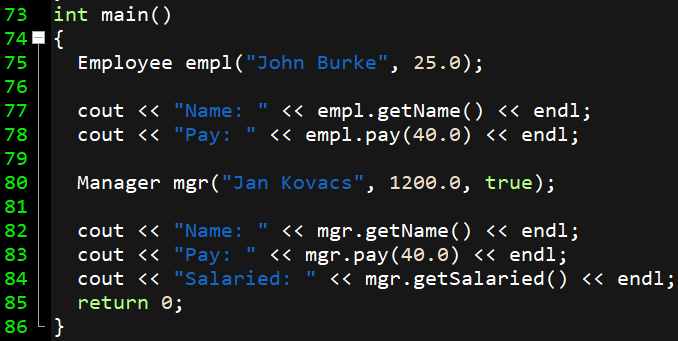 73 int main()
74 {
75   Employee empl("John Burke", 25.0);
76
77   cout << "Name: " << empl.getName() << endl;
78   cout << "Pay: " << empl.pay(40.0) << endl;
79
80   Manager mgr("Jan Kovacs", 1200.0, true);
81
82   cout << "Name: " << mgr.getName() << endl;
83   cout << "Pay: " << mgr.pay(40.0) << endl;
84   cout << "Salaried: " << mgr.getSalaried() << endl;
85   return 0;
86 }